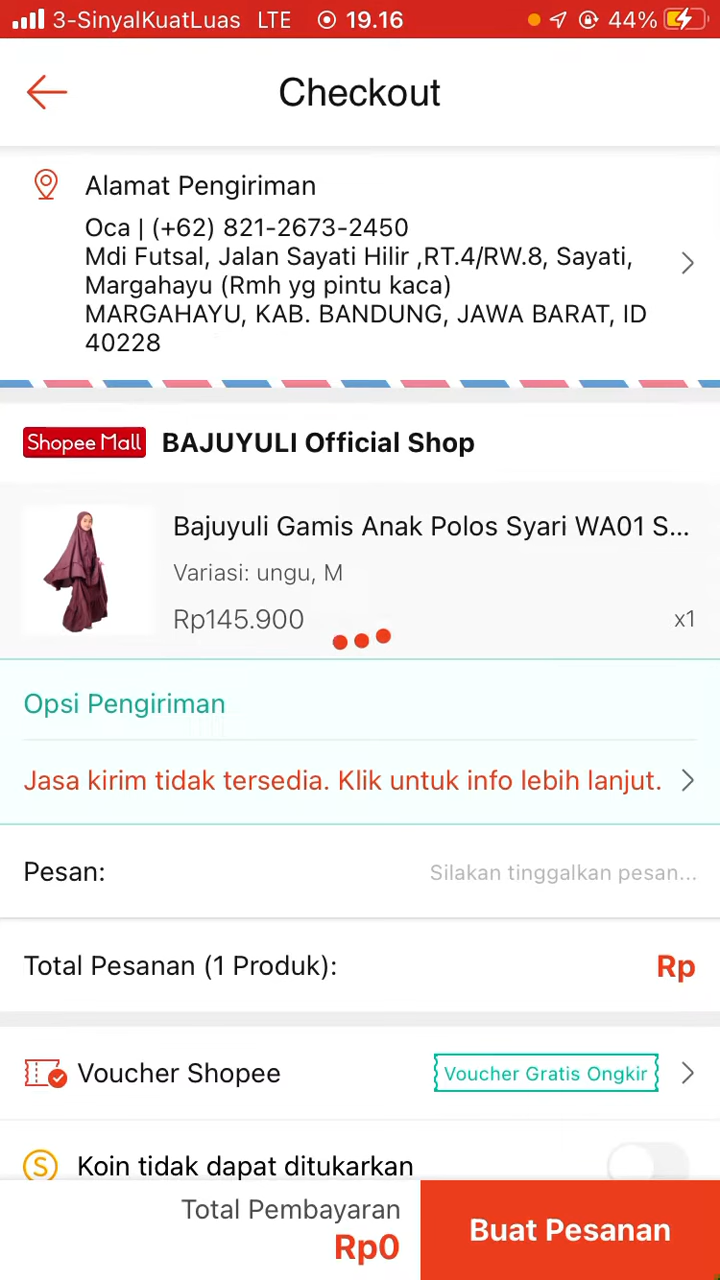 3-SinyalKuatLuas LTE 19.16 44%
Checkout
Alamat Pengiriman
Oca | (+62) 821-2673-2450
Mdi Futsal, Jalan Sayati Hilir ,RT.4/RW.8, Sayati,
Margahayu (Rmh yg pintu kaca)
MARGAHAYU, KAB. BANDUNG, JAWA BARAT, ID
40228
Shopee Mall BAJUYULI Official Shop
Bajuyuli Gamis Anak Polos Syari WA01 S...
Variasi: ungu, M
Rp145.900 x1
Opsi Pengiriman
Jasa kirim tidak tersedia. Klik untuk info lebih lanjut.
Pesan: Silakan tinggalkan pesan...
Total Pesanan (1 Produk): Rp
Voucher Shopee Voucher Gratis Ongkir
S Koin tidak dapat ditukarkan
Total Pembayaran
Rp0
Buat Pesanan